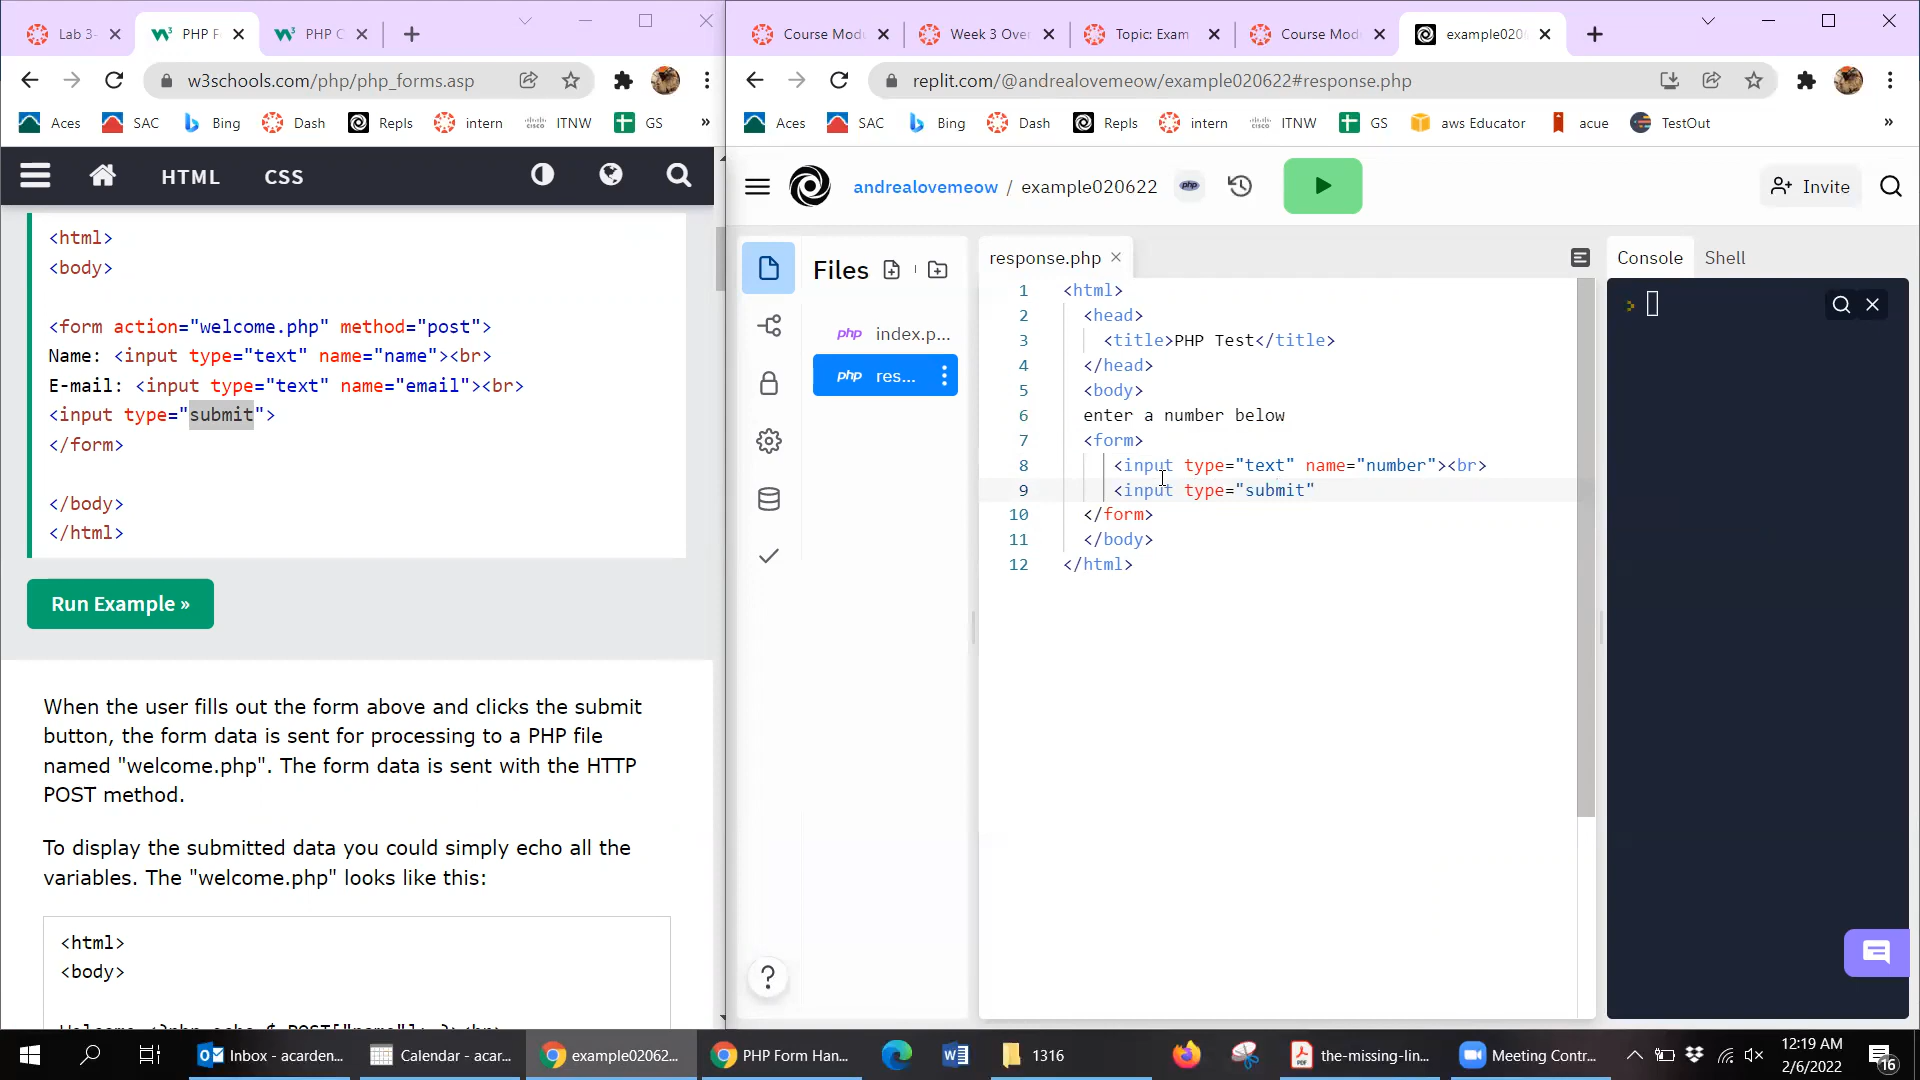 Lab 3-
PHP F
PHP C
w3schools.com/php/php_forms.asp
Aces SAC Bing Dash Repls intern ITNW GS »
HTML CSS
<html>
<body>
<form action="welcome.php" method="post">
Name: <input type="text" name="name"><br>
E-mail: <input type="text" name="email"><br>
<input type="submit">
</form>
</body>
</html>
Run Example »
When the user fills out the form above and clicks the submit
button, the form data is sent for processing to a PHP file
named "welcome.php". The form data is sent with the HTTP
POST method.
To display the submitted data you could simply echo all the
variables. The "welcome.php" looks like this:
<html>
<body>
Course Modu
Week 3 Over
Topic: Exam
Course Mod
example020
replit.com/@andrealovemeow/example020622#response.php
Aces SAC Bing Dash Repls intern ITNW GS aws Educator acue TestOut »
andrealovemeow / example020622 php
Invite
Files
php index.p...
php res...
response.php
1 <html>
2 <head>
3 <title>PHP Test</title>
4 </head>
5 <body>
6 enter a number below
7 <form>
8 <input type="text" name="number"><br>
9 <input type="submit"
10 </form>
11 </body>
12 </html>
Console Shell
?
Inbox - acarden...
Calendar - acar...
example02062...
PHP Form Han...
1316
the-missing-lin...
Meeting Contr...
12:19 AM
2/6/2022
16